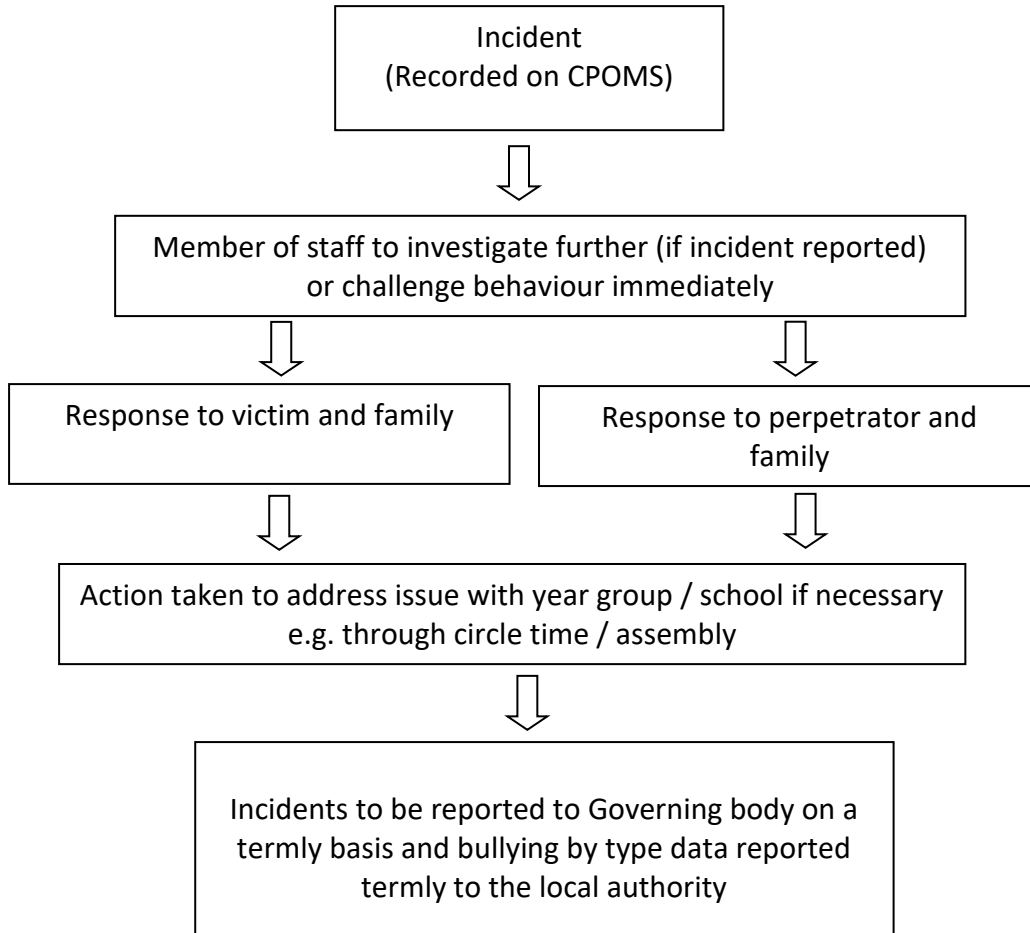 Incident
(Recorded on CPOMS)
Member of staff to investigate further (if incident reported)
or challenge behaviour immediately
Response to victim and family
Response to perpetrator and
family
Action taken to address issue with year group / school if necessary
e.g. through circle time / assembly
Incidents to be reported to Governing body on a
termly basis and bullying by type data reported
termly to the local authority